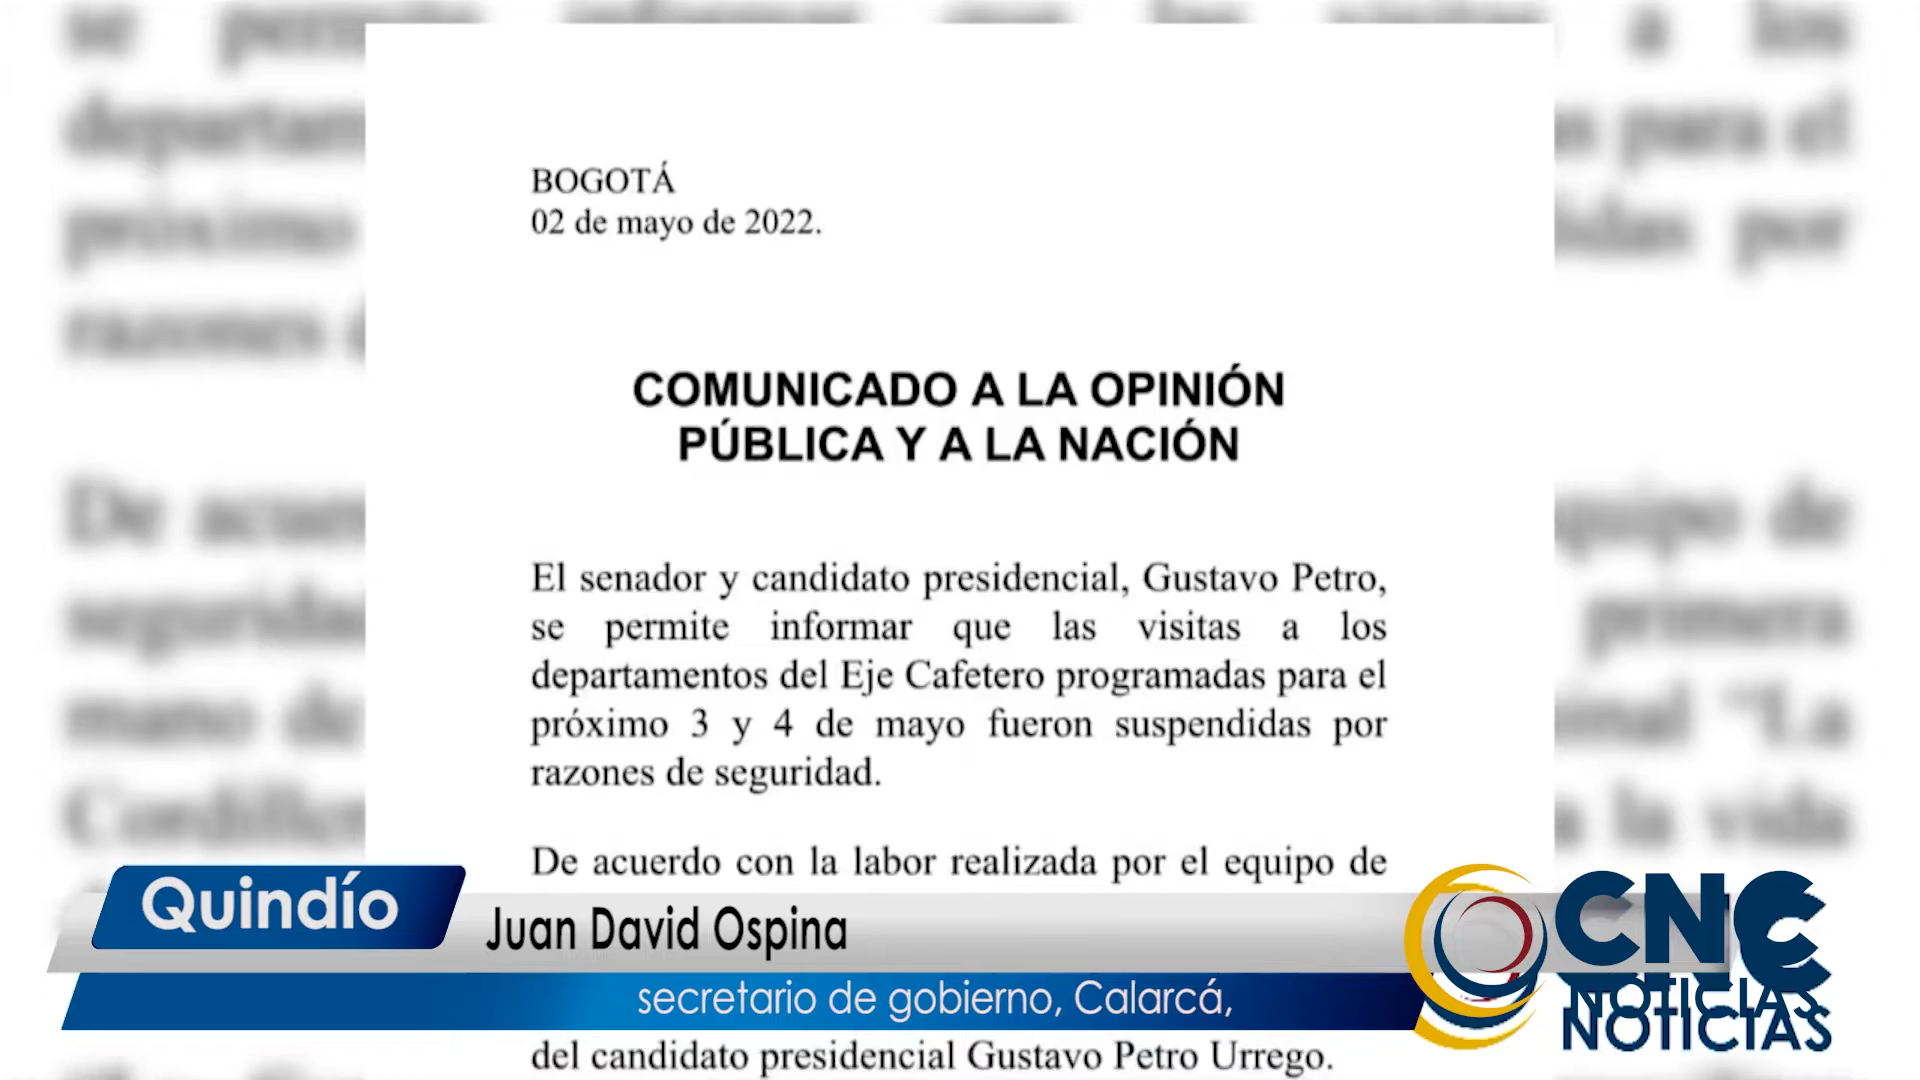 BOGOTÁ
02 de mayo de 2022.
COMUNICADO A LA OPINIÓN
PÚBLICA Y A LA NACIÓN
El senador y candidato presidencial, Gustavo Petro,
se permite informar que las visitas a los
departamentos del Eje Cafetero programadas para el
próximo 3 y 4 de mayo fueron suspendidas por
razones de seguridad.
De acuerdo con la labor realizada por el equipo de
Quindío
Juan David Ospina
secretario de gobierno, Calarcá,
CNC
NOTICIAS
NOTICIAS
del candidato presidencial Gustavo Petro Urrego.